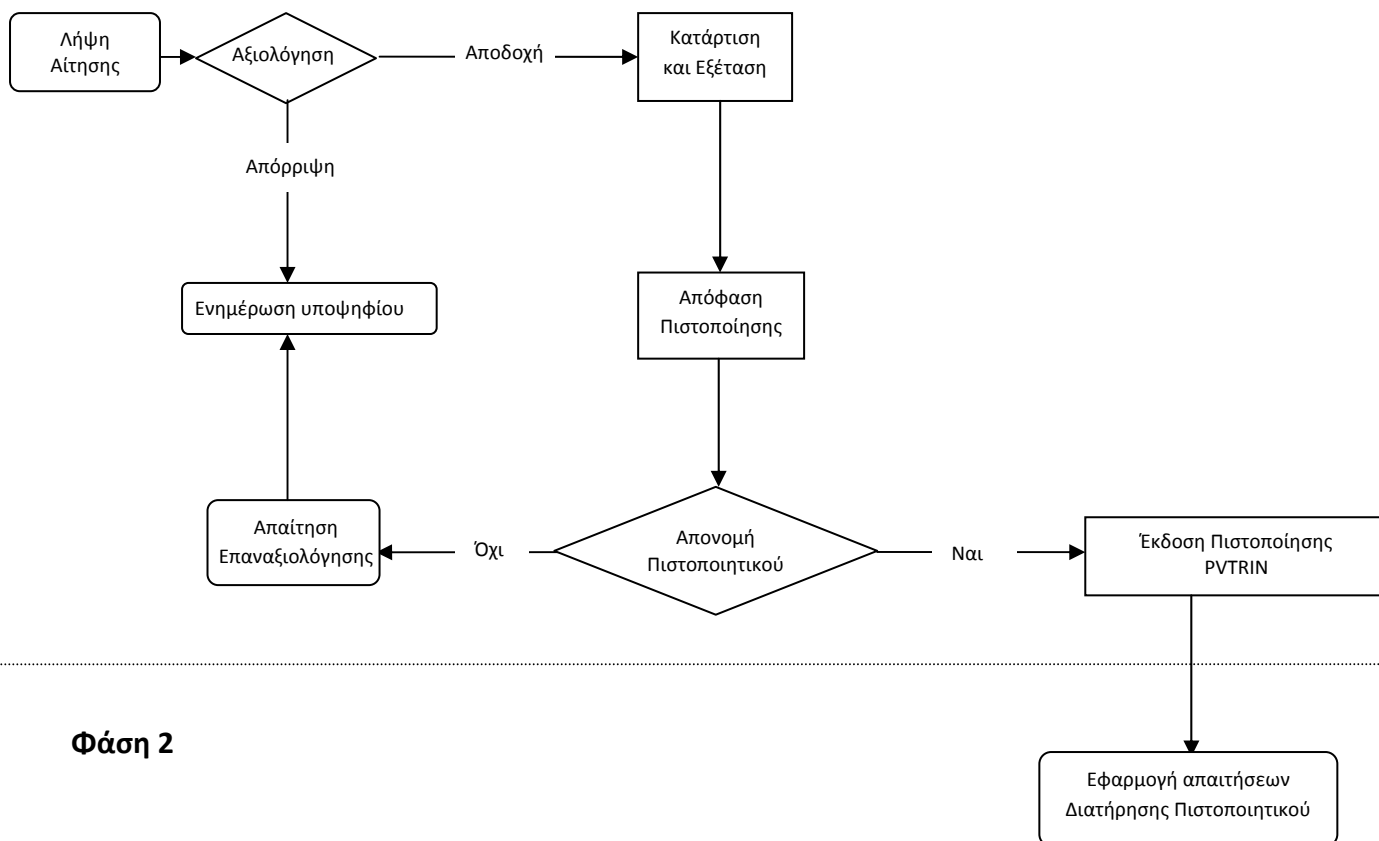 Λήψη
Αίτησης
Αξιολόγηση
Αποδοχή
Κατάρτιση
και Εξέταση
Απόρριψη
Ενημέρωση υποψηφίου
Απόφαση
Πιστοποίησης
Απαίτηση
Επαναξιολόγησης
Όχι
Απονομή
Πιστοποιητικού
Ναι
Έκδοση Πιστοποίησης
PVTRIN
Φάση 2
Εφαρμογή απαιτήσεων
Διατήρησης Πιστοποιητικού